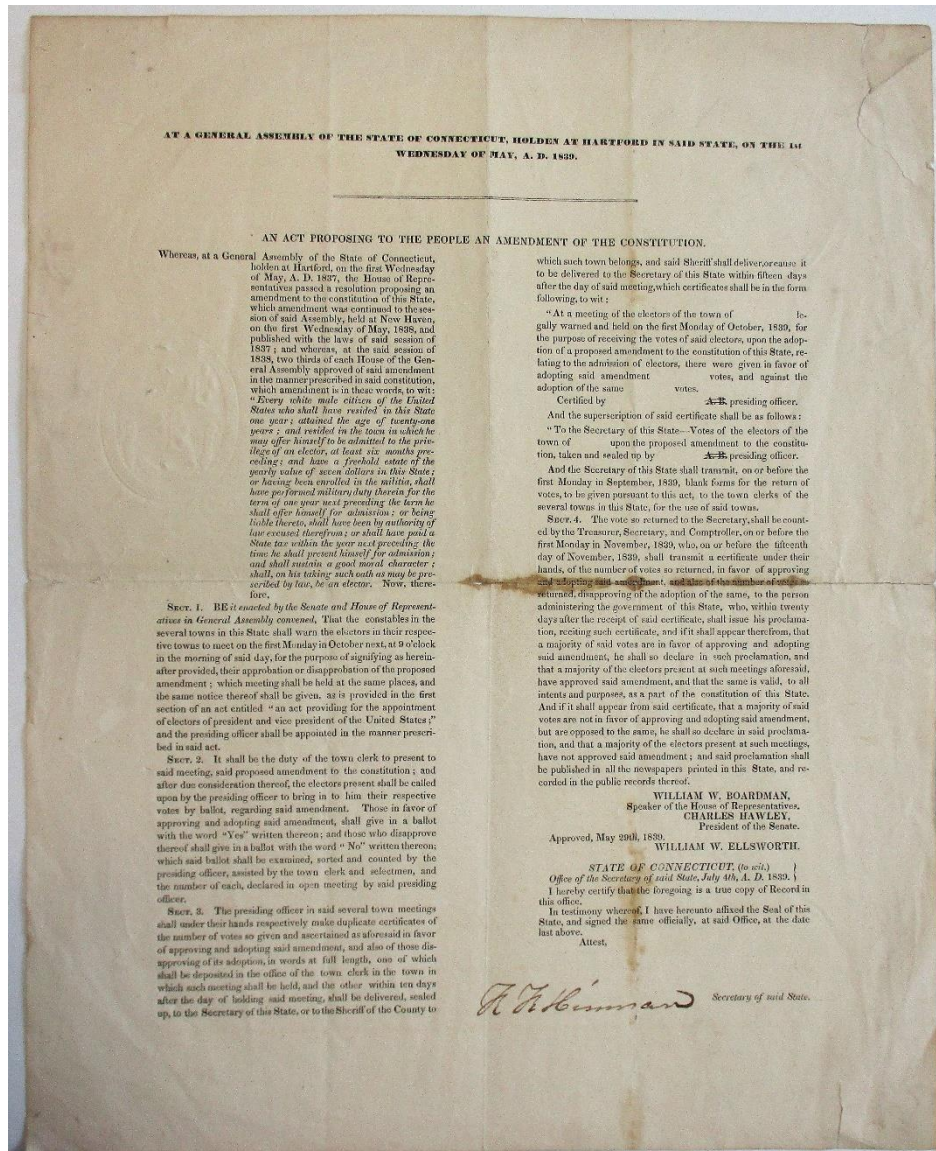 AT A GENERAL ASSEMBLY OF THE STATE OF CONNECTICUT, HOLDEN AT HARTFORD IN SAID STATE, ON THE 1st
WEDNESDAY OF MAY, A. D. 1839.
AN ACT PROPOSING TO THE PEOPLE AN AMENDMENT OF THE CONSTITUTION.
Whereas, at a General Assembly of the State of Connecticut,
holden at Hartford, on the first Wednesday
of May, A. D. 1837, the House of Repre-
sentatives passed a resolution proposing an
amendment to the constitution of this State,
which amendment was continued to the ses-
sion of said Assembly, held at New Haven,
on the first Wednesday of May, 1838, and
published with the laws of said session of
1837 ; and whereas, at the said session of
1838, two thirds of each House of the Gen-
eral Assembly approved of said amendment
in the manner prescribed in said constitution,
which amendment is in these words, to wit:
"Every white male citizen of the United
States who shall have resided in this State
one year ; attained the age of twenty-one
years ; and resided in the town in which he
may offer himself to be admitted to the privi-
lege of an elector, at least six months pre-
ceding ; and have a freehold estate of the
yearly value of seven dollars in this State ;
or having been enrolled in the militia, shall
have performed military duty therein for the
term of one year next preceding the term he
shall offer himself for admission ; or being
liable thereto, shall have been by authority of
law excused therefrom ; or shall have paid a
State tax within the year next preceding the
time he shall present himself for admission ;
and shall sustain a good moral character ;
shall, on his taking such oath as may be pre-
scribed by law, be an elector. Now, there-
fore,
SECT. 1. BE it enacted by the Senate and House of Represent-
atives in General Assembly convened, That the constables in the
several towns in this State shall warn the electors in their respec-
tive towns to meet on the first Monday in October next, at 9 o'clock
in the morning of said day, for the purpose of signifying as herein-
after provided, their approbation or disapprobation of the proposed
amendment ; which meeting shall be held at the same places, and
the same notice thereof shall be given, as is provided in the first
section of an act entitled "an act providing for the appointment
of electors of president and vice president of the United States ;"
and the presiding officer shall be appointed in the manner prescri-
bed in said act.
SECT. 2. It shall be the duty of the town clerk to present to
said meeting, said proposed amendment to the constitution ; and
after due consideration thereof, the electors present shall be called
upon by the presiding officer to bring in to him their respective
votes by ballot, regarding said amendment. Those in favor of
approving and adopting said amendment, shall give in a ballot
with the word "Yes" written thereon; and those who disapprove
thereof shall give in a ballot with the word "No" written thereon;
which said ballot shall be examined, sorted and counted by the
presiding officer, assisted by the town clerk and selectmen, and
the number of each, declared in open meeting by said presiding
officer.
SECT. 3. The presiding officer in said several town meetings
shall under their hands respectively make duplicate certificates of
the number of votes so given and ascertained as aforesaid in favor
of approving and adopting said amendment, and also of those dis-
approving of its adoption, in words at full length, one of which
shall be deposited in the office of the town clerk in the town in
which such meeting shall be held, and the other within ten days
after the day of holding said meeting, shall be delivered, sealed
up, to the Secretary of this State, or to the Sheriff of the County to
which such town belongs, and said Sheriff shall deliver, or cause it
to be delivered to the Secretary of this State within fifteen days
after the day of said meeting, which certificates shall be in the form
following, to wit :
"At a meeting of the electors of the town of le-
gally warned and held on the first Monday of October, 1839, for
the purpose of receiving the votes of said electors, upon the adop-
tion of a proposed amendment to the constitution of this State, re-
lating to the admission of electors, there were given in favor of
adopting said amendment votes, and against the
adoption of the same votes.
Certified by A. B. presiding officer.
And the superscription of said certificate shall be as follows :
"To the Secretary of this State—Votes of the electors of the
town of upon the proposed amendment to the constitu-
tion, taken and sealed up by A. B. presiding officer.
And the Secretary of this State shall transmit, on or before the
first Monday in September, 1839, blank forms for the return of
votes, to be given pursuant to this act, to the town clerks of the
several towns in this State, for the use of said towns.
SECT. 4. The vote so returned to the Secretary, shall be count-
ed by the Treasurer, Secretary, and Comptroller, on or before the
first Monday in November, 1839, who, on or before the fifteenth
day of November, 1839, shall transmit a certificate under their
hands, of the number of votes so returned, in favor of approving
and adopting said amendment, and also of the number of votes so
returned, disapproving of the adoption of the same, to the person
administering the government of this State, who, within twenty
days after the receipt of said certificate, shall issue his proclama-
tion, reciting such certificate, and if it shall appear therefrom, that
a majority of said votes are in favor of approving and adopting
said amendment, he shall so declare in such proclamation, and
that a majority of the electors present at such meetings aforesaid,
have approved said amendment, and that the same is valid, to all
intents and purposes, as a part of the constitution of this State.
And if it shall appear from said certificate, that a majority of said
votes are not in favor of approving and adopting said amendment,
but are opposed to the same, he shall so declare in said proclama-
tion, and that a majority of the electors present at such meetings,
have not approved said amendment ; and said proclamation shall
be published in all the newspapers printed in this State, and re-
corded in the public records thereof.
WILLIAM W. BOARDMAN,
Speaker of the House of Representatives.
CHARLES HAWLEY,
President of the Senate.
Approved, May 29th, 1839.
WILLIAM W. ELLSWORTH.
STATE OF CONNECTICUT, (to wit.) }
Office of the Secretary of said State, July 4th, A. D. 1839. }
I hereby certify that the foregoing is a true copy of Record in
this office.
In testimony whereof, I have hereunto affixed the Seal of this
State, and signed the same officially, at said Office, at the date
last above.
Attest,
R R Hinman Secretary of said State.